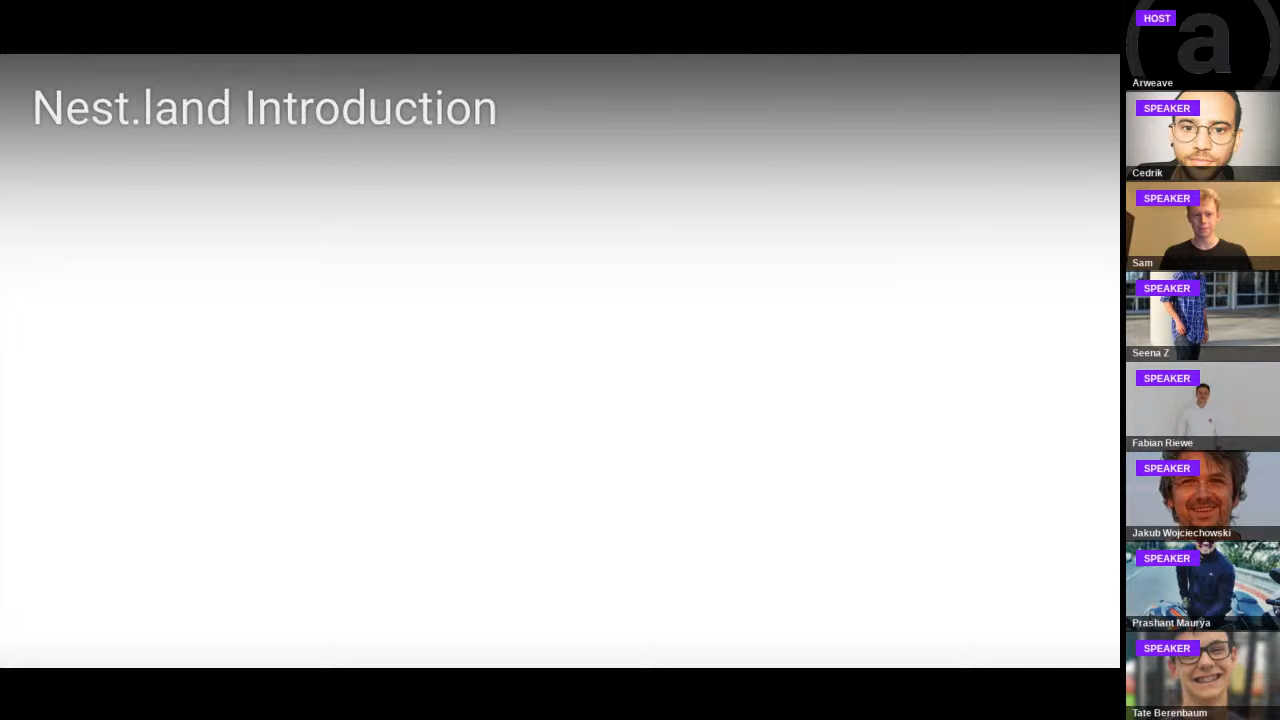 Nest.land Introduction
HOST
Arweave
SPEAKER
Cedrik
SPEAKER
Sam
SPEAKER
Seena Z
SPEAKER
Fabian Riewe
SPEAKER
Jakub Wojciechowski
SPEAKER
Prashant Maurya
SPEAKER
Tate Berenbaum